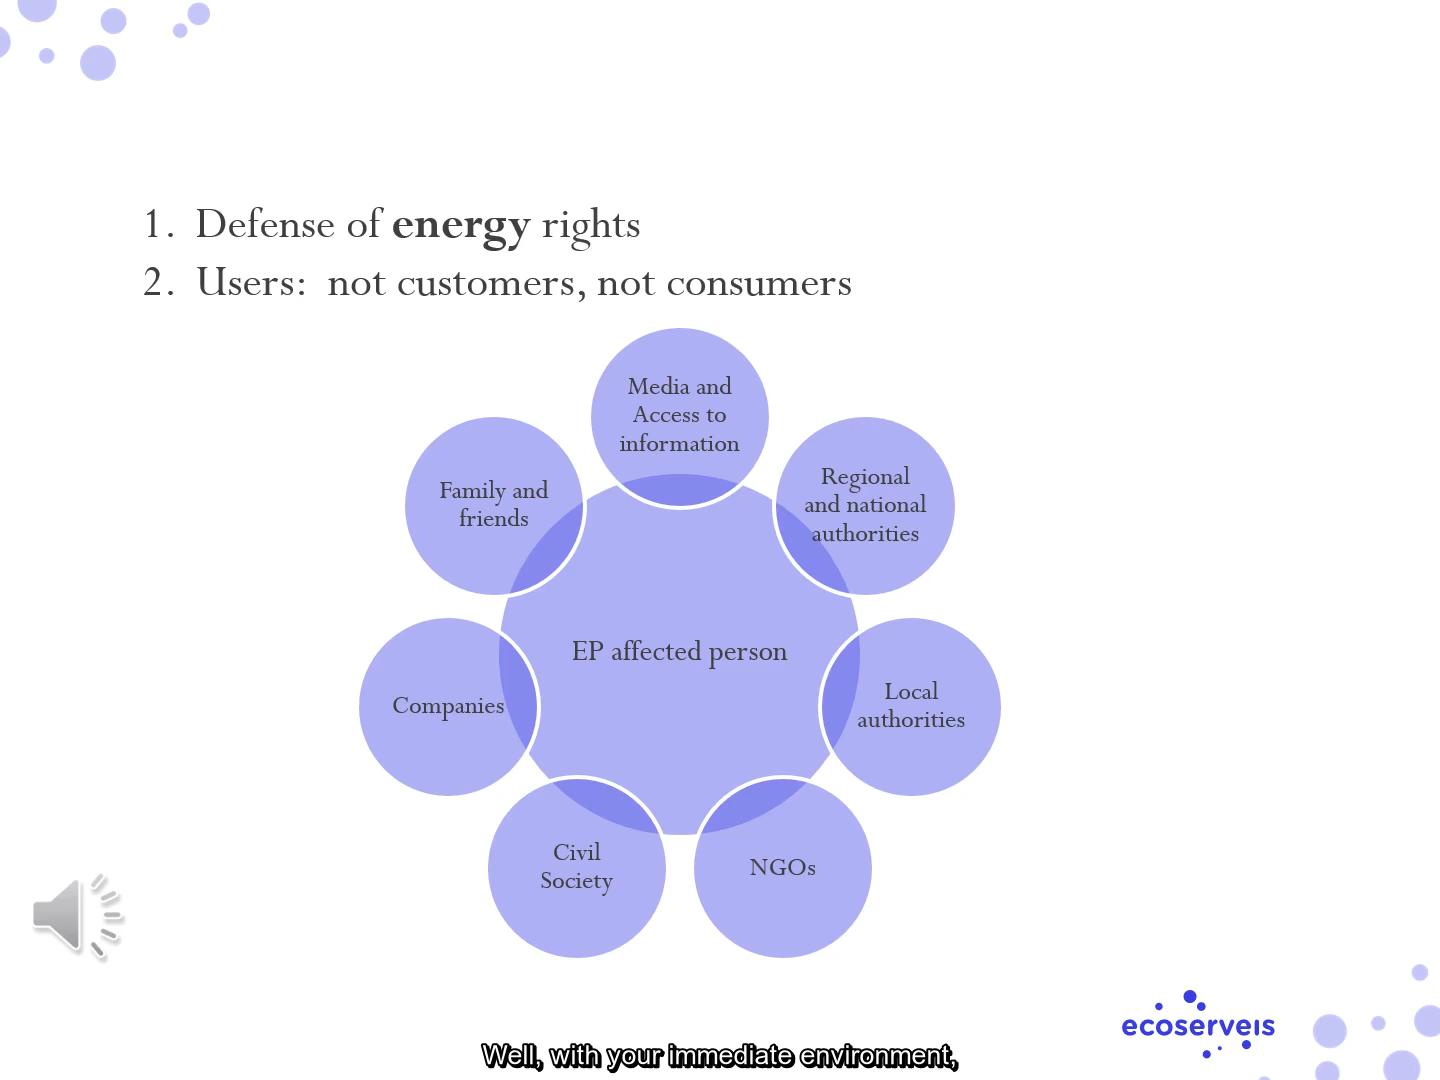 1. Defense of energy rights
2. Users: not customers, not consumers
Media and
Access to
information
Regional
and national
authorities
Local
authorities
NGOs
Civil
Society
Companies
Family and
friends
EP affected person
ecoserveis
Well, with your immediate environment,